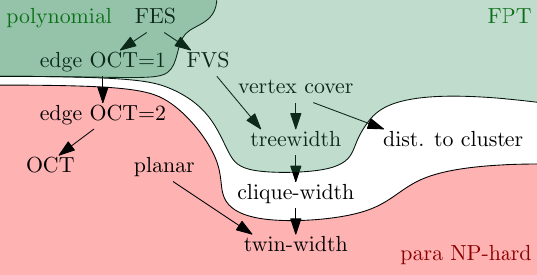 polynomial FES FPT
edge OCT=1 FVS
vertex cover
edge OCT=2
treewidth dist. to cluster
OCT planar
clique-width
twin-width
para NP-hard